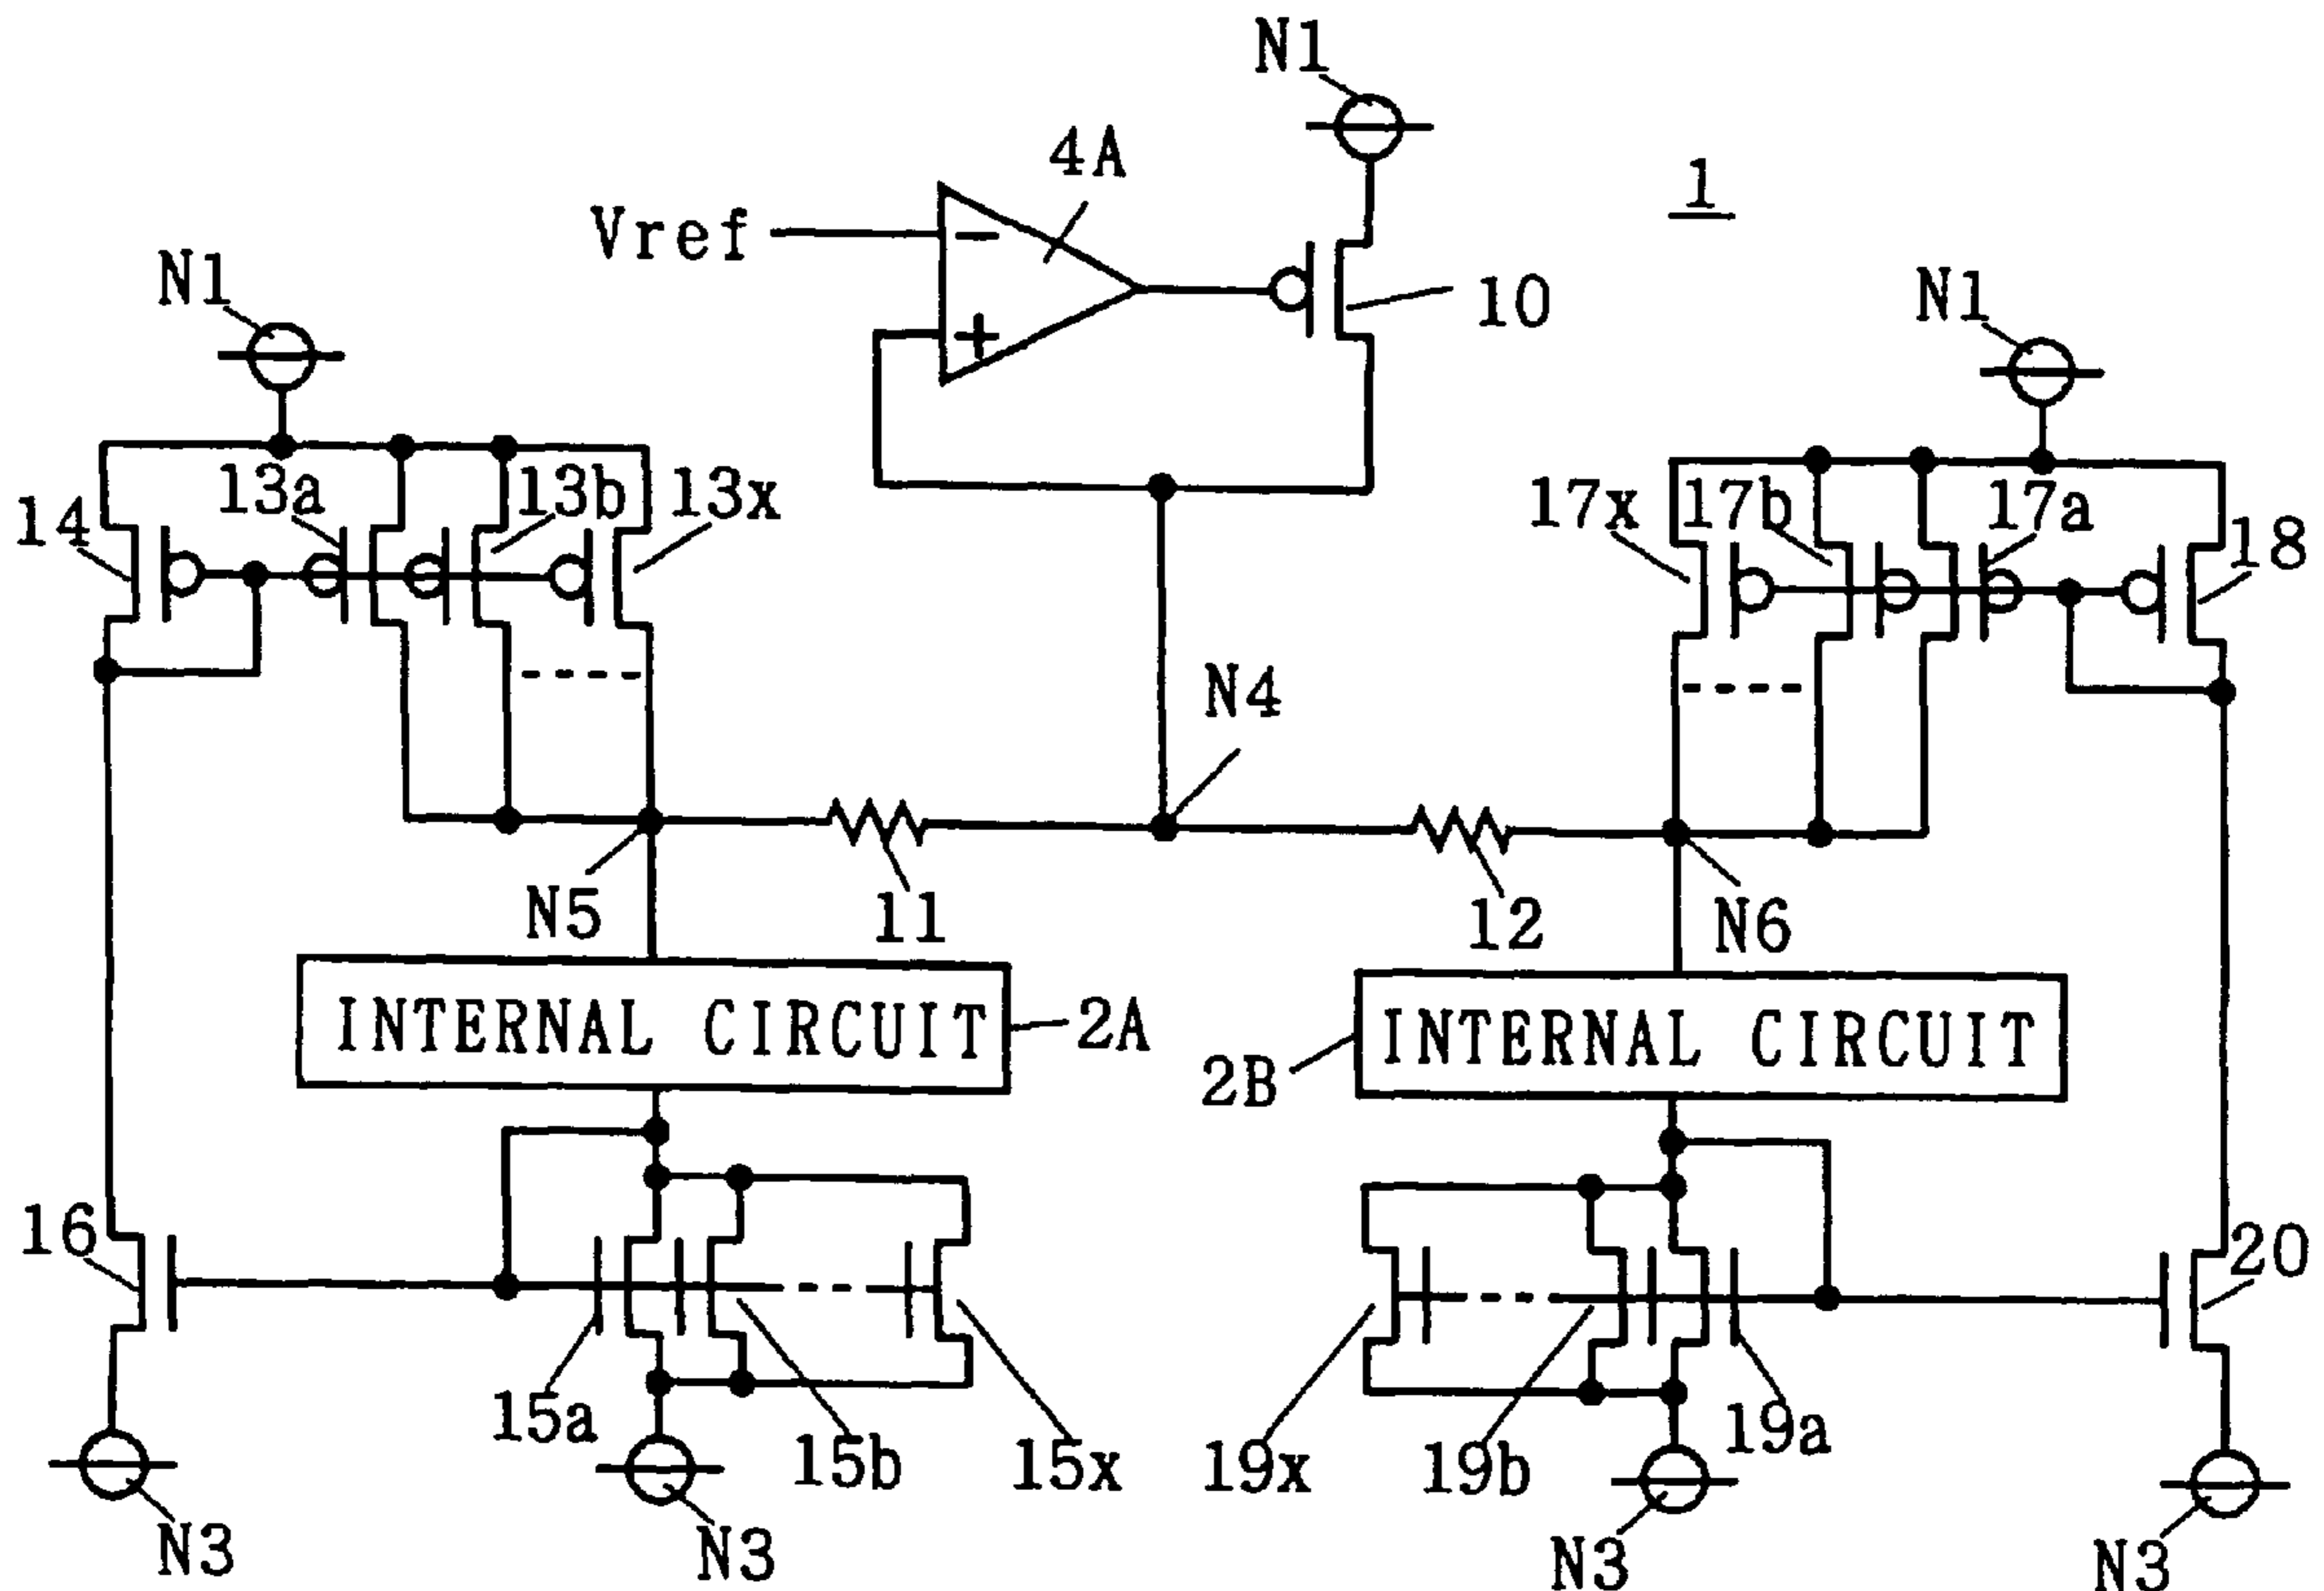 N1
4A
1
Vref
N1
10
N1
13a
13b
13x
14
17x
17b
17a
18
N4
N5
11
12
N6
INTERNAL CIRCUIT
2A
INTERNAL CIRCUIT
2B
16
20
15a
15b
15x
19x
19b
19a
N3
N3
N3
N3